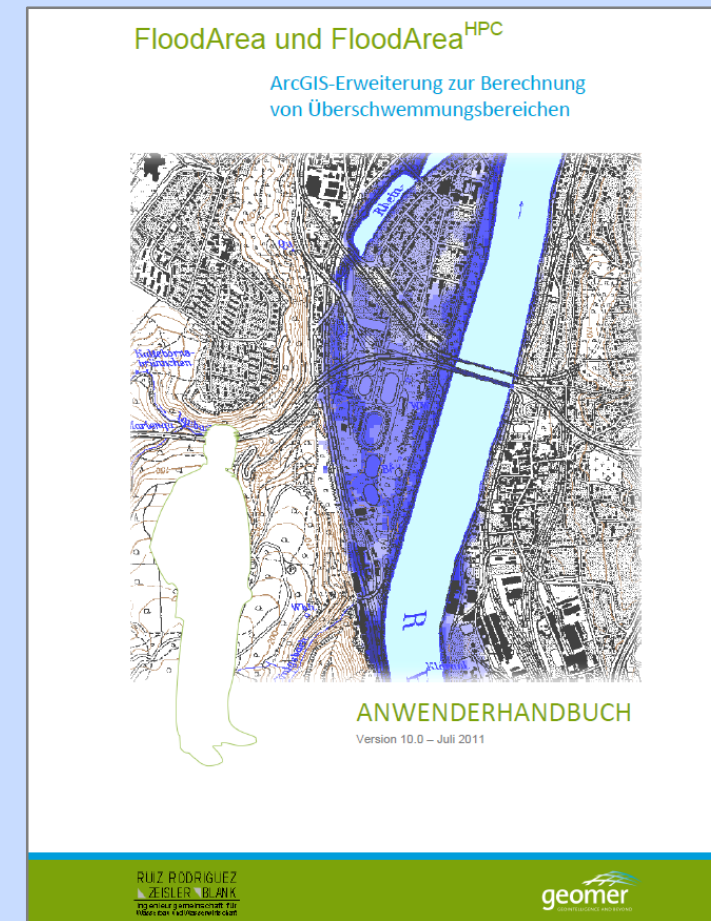 FloodArea und FloodArea^HPC
ArcGIS-Erweiterung zur Berechnung
von Überschwemmungsbereichen
Rhein-
R
ANWENDERHANDBUCH
Version 10.0 – Juli 2011
RUIZ RODRIGUEZ
ZEISLER BLANK
Ingenieurgemeinschaft für
Wasserbau und Wasserwirtschaft
geomer